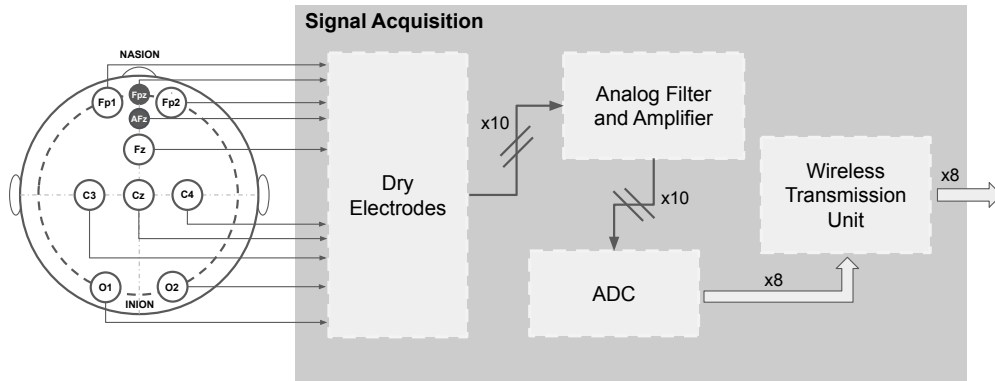 Signal Acquisition
NASION
Fp1
Fpz
Fp2
AFz
Fz
C3
Cz
C4
O1
O2
INION
Dry
Electrodes
x10
Analog Filter
and Amplifier
x10
ADC
x8
Wireless
Transmission
Unit
x8